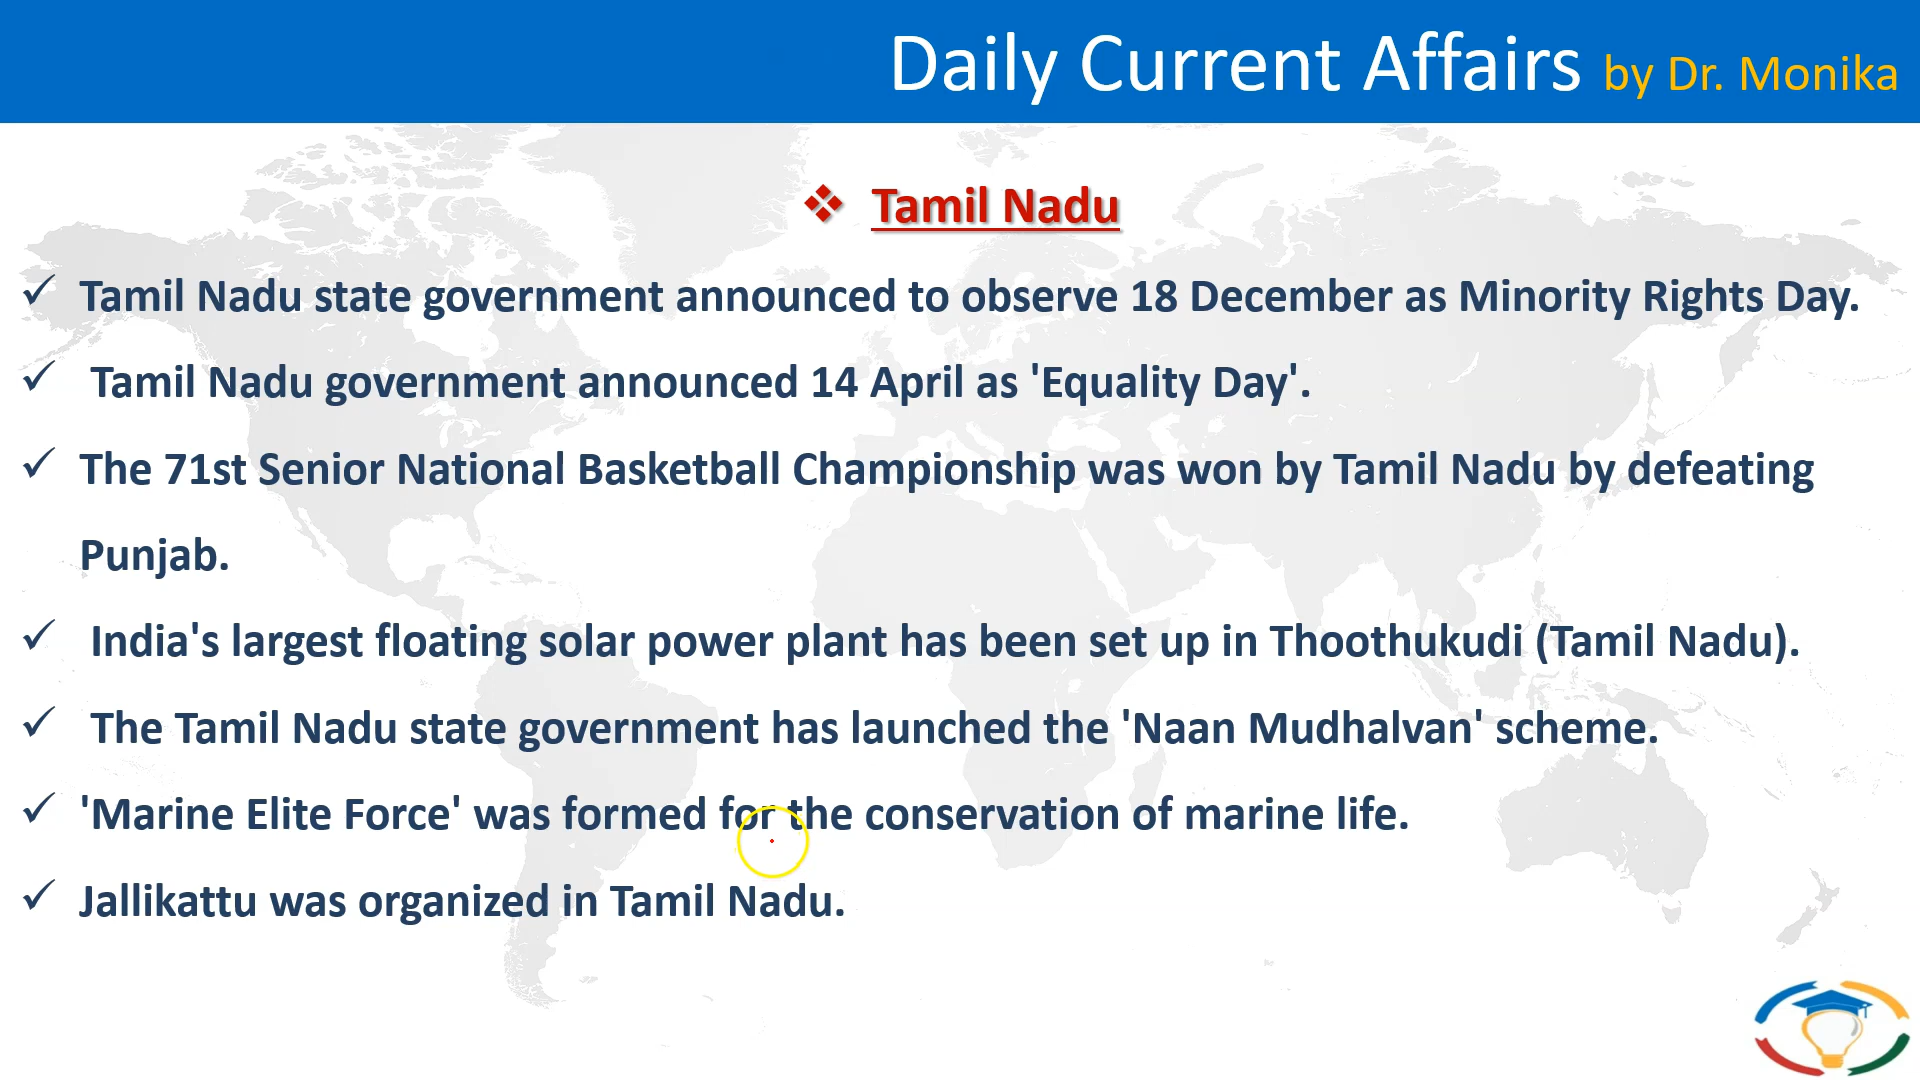 Daily Current Affairs by Dr. Monika
❖ Tamil Nadu
✓ Tamil Nadu state government announced to observe 18 December as Minority Rights Day.
✓ Tamil Nadu government announced 14 April as 'Equality Day'.
✓ The 71st Senior National Basketball Championship was won by Tamil Nadu by defeating
Punjab.
✓ India's largest floating solar power plant has been set up in Thoothukudi (Tamil Nadu).
✓ The Tamil Nadu state government has launched the 'Naan Mudhalvan' scheme.
✓ 'Marine Elite Force' was formed for the conservation of marine life.
✓ Jallikattu was organized in Tamil Nadu.